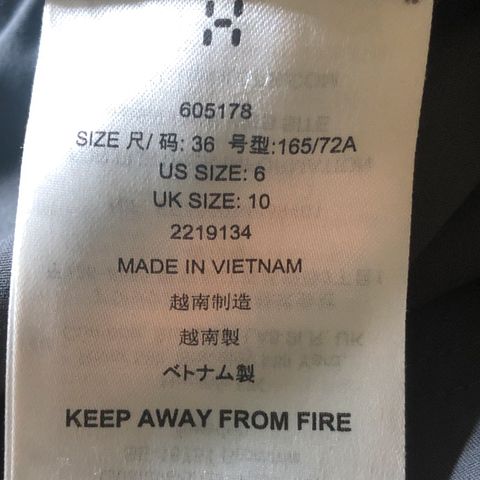 H
605178
SIZE 尺/ 码: 36 号型:165/72A
US SIZE: 6
UK SIZE: 10
2219134
MADE IN VIETNAM
越南制造
越南製
ベトナム製
KEEP AWAY FROM FIRE